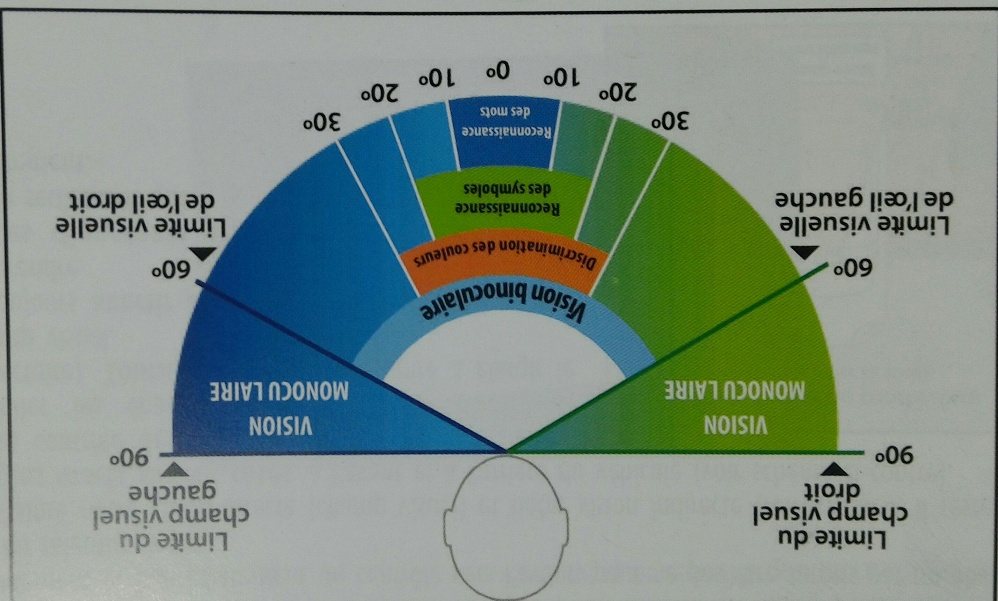 Limite du
champ visuel
droit
90°
Limite du
champ visuel
gauche
90°
VISION
MONOCU LAIRE
VISION
MONOCU LAIRE
60°
Limite visuelle
de l'œil gauche
60°
Limite visuelle
de l'œil droit
Vision binoculaire
Discrimination des couleurs
Reconnaissance
des symboles
Reconnaissance
des mots
30°
20°
10°
0°
10°
20°
30°